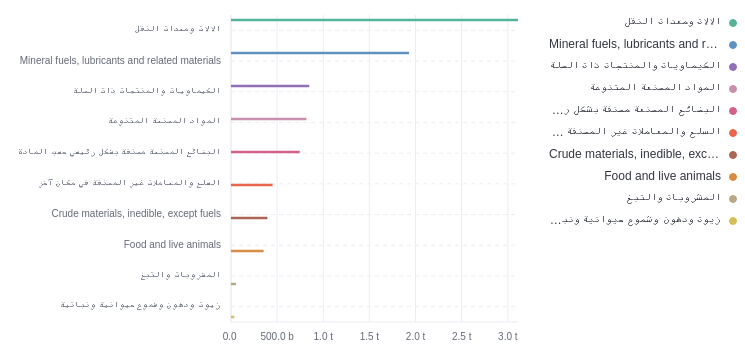 الآلات ومعدات النقل
Mineral fuels, lubricants and related materials
الكيماويات والمنتجات ذات الصلة
المواد المصنعة المتنوعة
البضائع المصنعة مصنفة بشكل رئيسي حسب المادة
السلع والمعاملات غير المصنفة في مكان آخر
Crude materials, inedible, except fuels
Food and live animals
المشروبات والتبغ
زيوت ودهون وشموع حيوانية ونباتية
0.0 500.0 b 1.0 t 1.5 t 2.0 t 2.5 t 3.0 t
الآلات ومعدات النقل
Mineral fuels, lubricants and r...
الكيماويات والمنتجات ذات الصلة
المواد المصنعة المتنوعة
البضائع المصنعة مصنفة بشكل ر...
السلع والمعاملات غير المصنفة ...
Crude materials, inedible, exc...
Food and live animals
المشروبات والتبغ
زيوت ودهون وشموع حيوانية ونب...